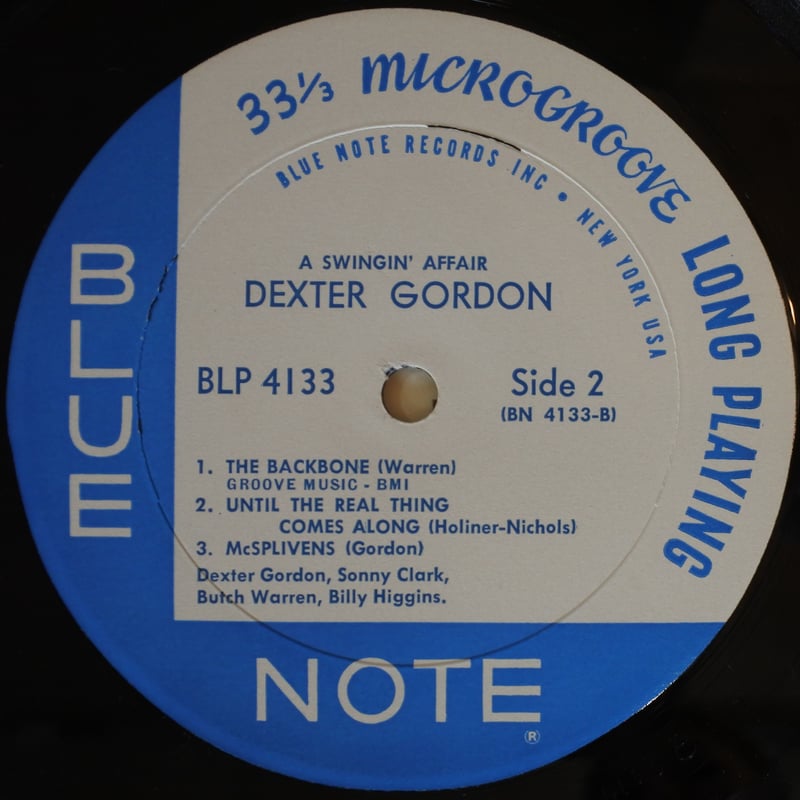 33⅓ MICROGROOVE LONG PLAYING
BLUE NOTE RECORDS INC • NEW YORK USA
A SWINGIN' AFFAIR
DEXTER GORDON
BLP 4133
Side 2
(BN 4133-B)
1. THE BACKBONE (Warren)
GROOVE MUSIC - BMI
2. UNTIL THE REAL THING
COMES ALONG (Holiner-Nichols)
3. McSPLIVENS (Gordon)
Dexter Gordon, Sonny Clark,
Butch Warren, Billy Higgins.
BLUE
NOTE
®